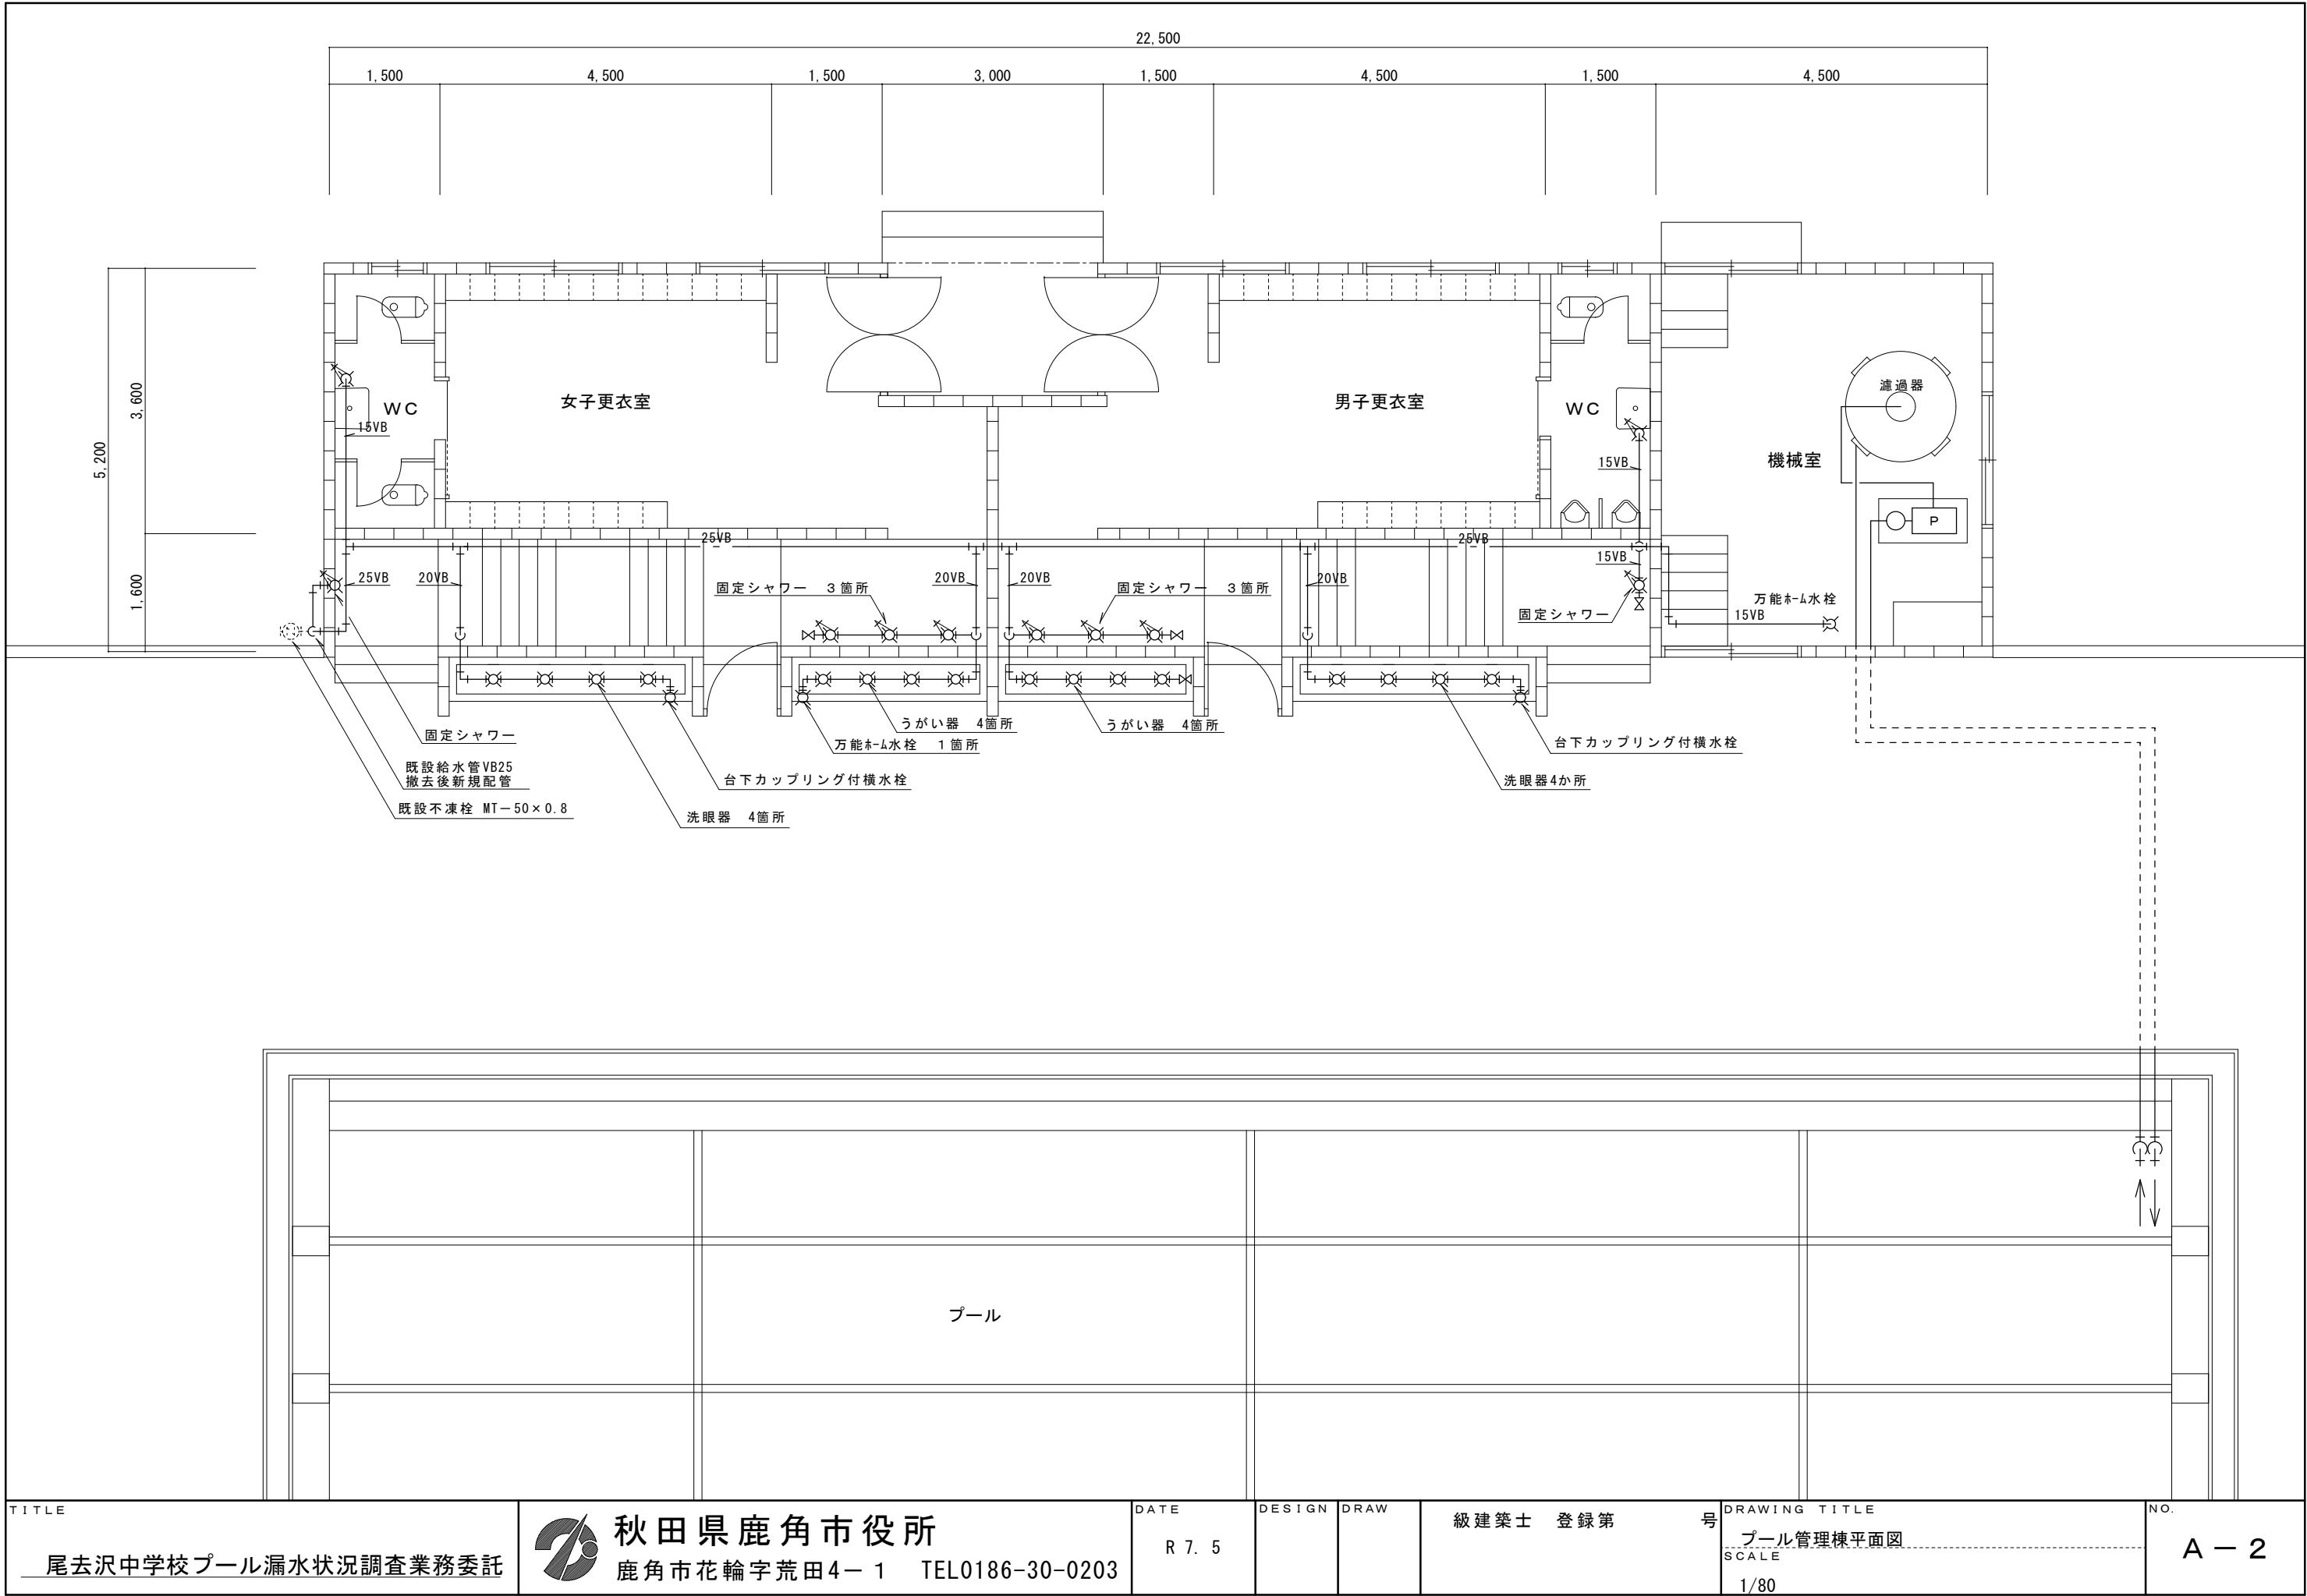 22,500
1,500 4,500 1,500 3,000 1,500 4,500 1,500 4,500
5,200
3,600
1,600
WC
15VB
女子更衣室
男子更衣室
WC
15VB
濾過器
機械室
P
25VB
25VB
25VB
20VB
固定シャワー 3箇所
20VB
20VB
固定シャワー 3箇所
20VB
15VB
固定シャワー
万能ホーム水栓
15VB
固定シャワー
既設給水管VB25
撤去後新規配管
既設不凍栓 MT-50×0.8
うがい器 4箇所
万能ホーム水栓 1箇所
うがい器 4箇所
台下カップリング付横水栓
洗眼器 4箇所
台下カップリング付横水栓
洗眼器4か所
プール
TITLE
尾去沢中学校プール漏水状況調査業務委託
秋田県鹿角市役所
鹿角市花輪字荒田4-1 TEL0186-30-0203
DATE
R 7. 5
DESIGN
DRAW
級建築士 登録第 号
DRAWING TITLE
プール管理棟平面図
SCALE
1/80
NO.
A-2